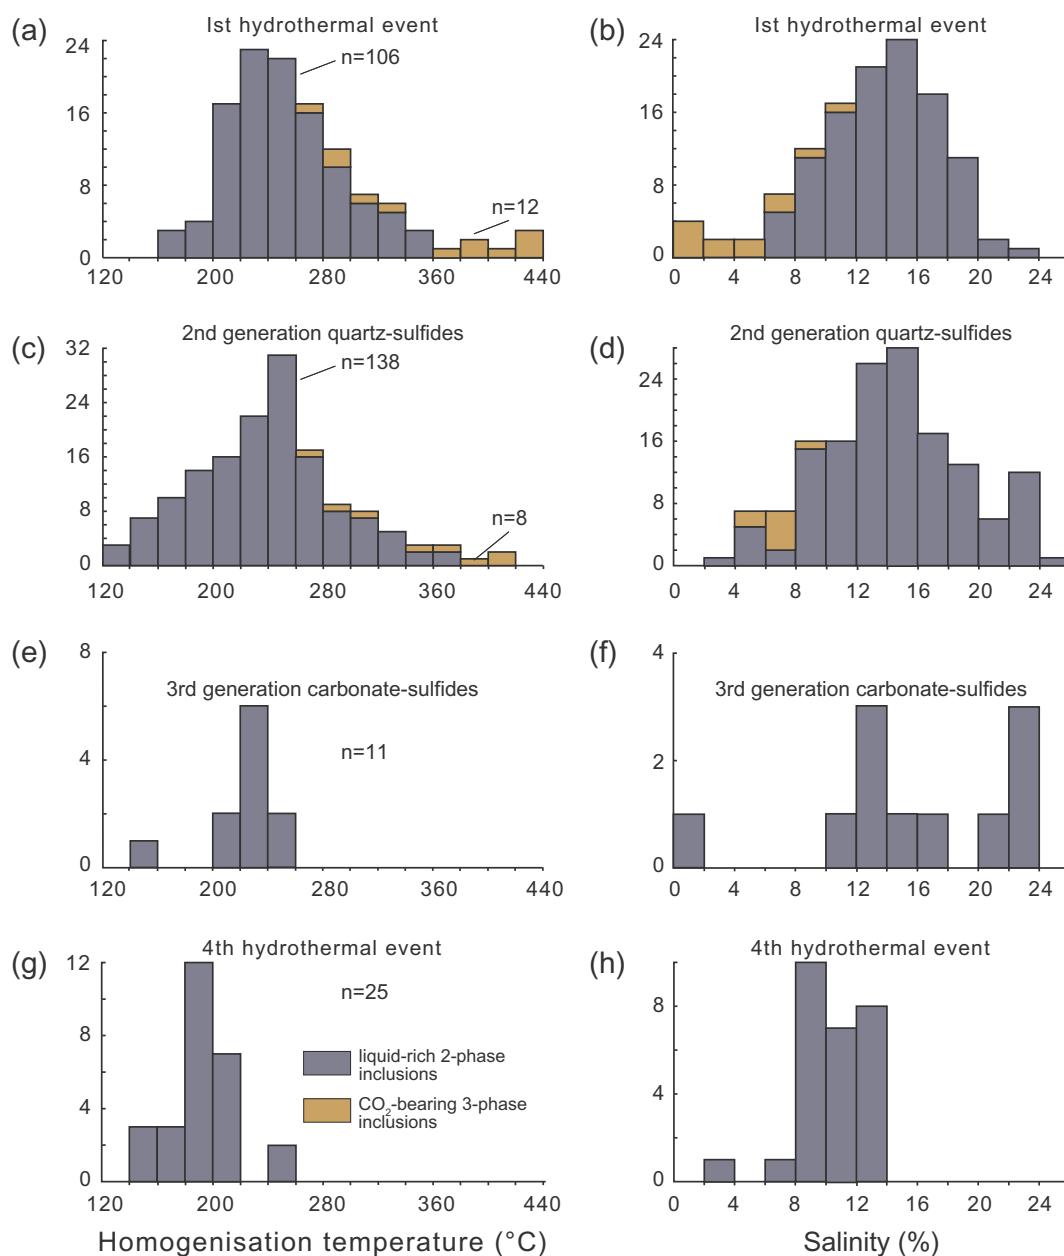 (a)
Ist hydrothermal event
24
16
8
0
n=106
n=12
120 200 280 360 440
(b)
Ist hydrothermal event
24
16
8
0
0 4 8 12 16 20 24
(c)
2nd generation quartz-sulfides
32
24
16
8
0
n=138
n=8
120 200 280 360 440
(d)
2nd generation quartz-sulfides
24
16
8
0
0 4 8 12 16 20 24
(e)
8
3rd generation carbonate-sulfides
4
n=11
0
120 200 280 360 440
(f)
4
3rd generation carbonate-sulfides
2
0
0 4 8 12 16 20 24
(g)
4th hydrothermal event
12
n=25
8
4
0
liquid-rich 2-phase
inclusions
CO₂-bearing 3-phase
inclusions
120 200 280 360 440
Homogenisation temperature (°C)
(h)
4th hydrothermal event
8
4
0
0 4 8 12 16 20 24
Salinity (%)